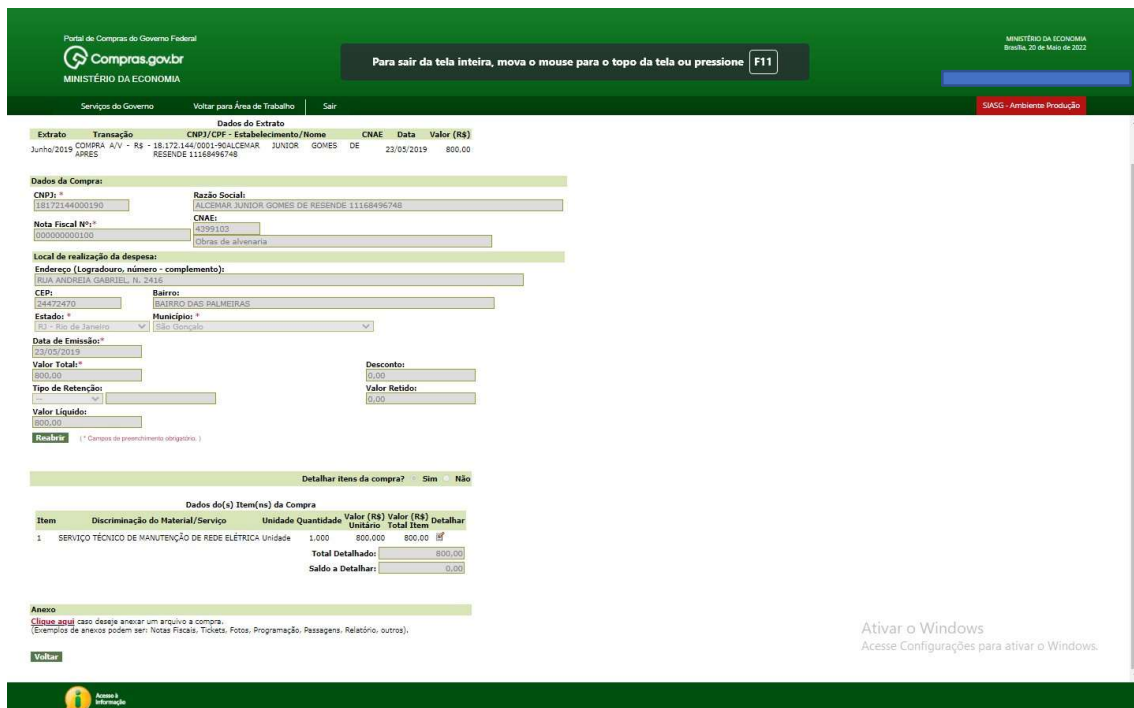 Portal de Compras do Governo Federal
Compras.gov.br
MINISTÉRIO DA ECONOMIA
Para sair da tela inteira, mova o mouse para o topo da tela ou pressione F11
MINISTÉRIO DA ECONOMIA
Brasília, 20 de Maio de 2022
Serviços do Governo Voltar para Área de Trabalho Sair
SIASG - Ambiente Produção
Dados do Extrato
Extrato Transação CNPJ/CPF - Estabelecimento/Nome CNAE Data Valor (R$)
Junho/2019 COMPRA A/V - R$ - APRES 18.172.144/0001-90ALCEMAR JUNIOR GOMES DE RESENDE 11168496748 23/05/2019 800.00
Dados da Compra:
CNPJ: * Razão Social:
18172144000190 ALCEMAR JUNIOR GOMES DE RESENDE 11168496748
Nota Fiscal Nº:* CNAE:
000000000100 4399103
Obras de alvenaria
Local de realização da despesa:
Endereço (Logradouro, número - complemento):
RUA ANDREIA GABRIEL, N. 2416
CEP: Bairro:
24472470 BAIRRO DAS PALMEIRAS
Estado: * Município: *
RJ - Rio de Janeiro São Gonçalo
Data de Emissão:*
23/05/2019
Valor Total:* Desconto:
800,00 0,00
Tipo de Retenção: Valor Retido:
-- 0,00
Valor Líquido:
800,00
Reabrir ( * Campos de preenchimento obrigatório. )
Detalhar itens da compra? Sim Não
Dados do(s) Item(ns) da Compra
Item Discriminação do Material/Serviço Unidade Quantidade Valor (R$) Unitário Valor (R$) Total Item Detalhar
1 SERVIÇO TÉCNICO DE MANUTENÇÃO DE REDE ELÉTRICA Unidade 1.000 800.000 800.00
Total Detalhado: 800,00
Saldo a Detalhar: 0,00
Anexo
Clique aqui caso deseje anexar um arquivo a compra.
(Exemplos de anexos podem ser: Notas Fiscais, Tickets, Fotos, Programação, Passagens, Relatório, outros).
Voltar
Ativar o Windows
Acesse Configurações para ativar o Windows.
Acesso à
Informação